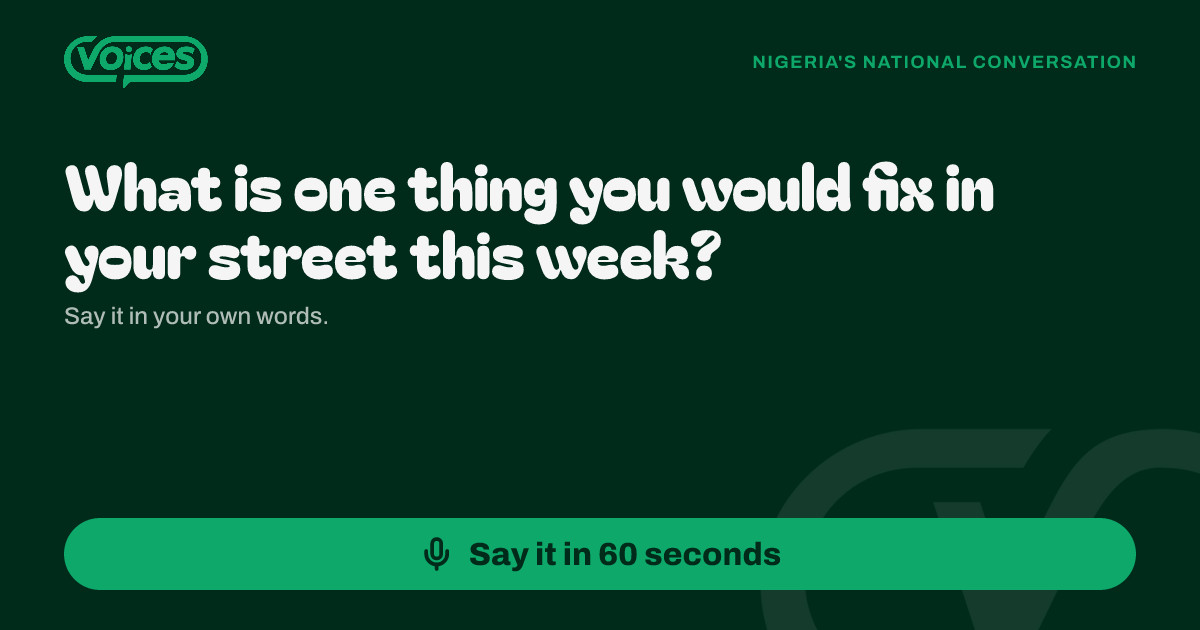 Voices
NIGERIA'S NATIONAL CONVERSATION
What is one thing you would fix in
your street this week?
Say it in your own words.
Say it in 60 seconds